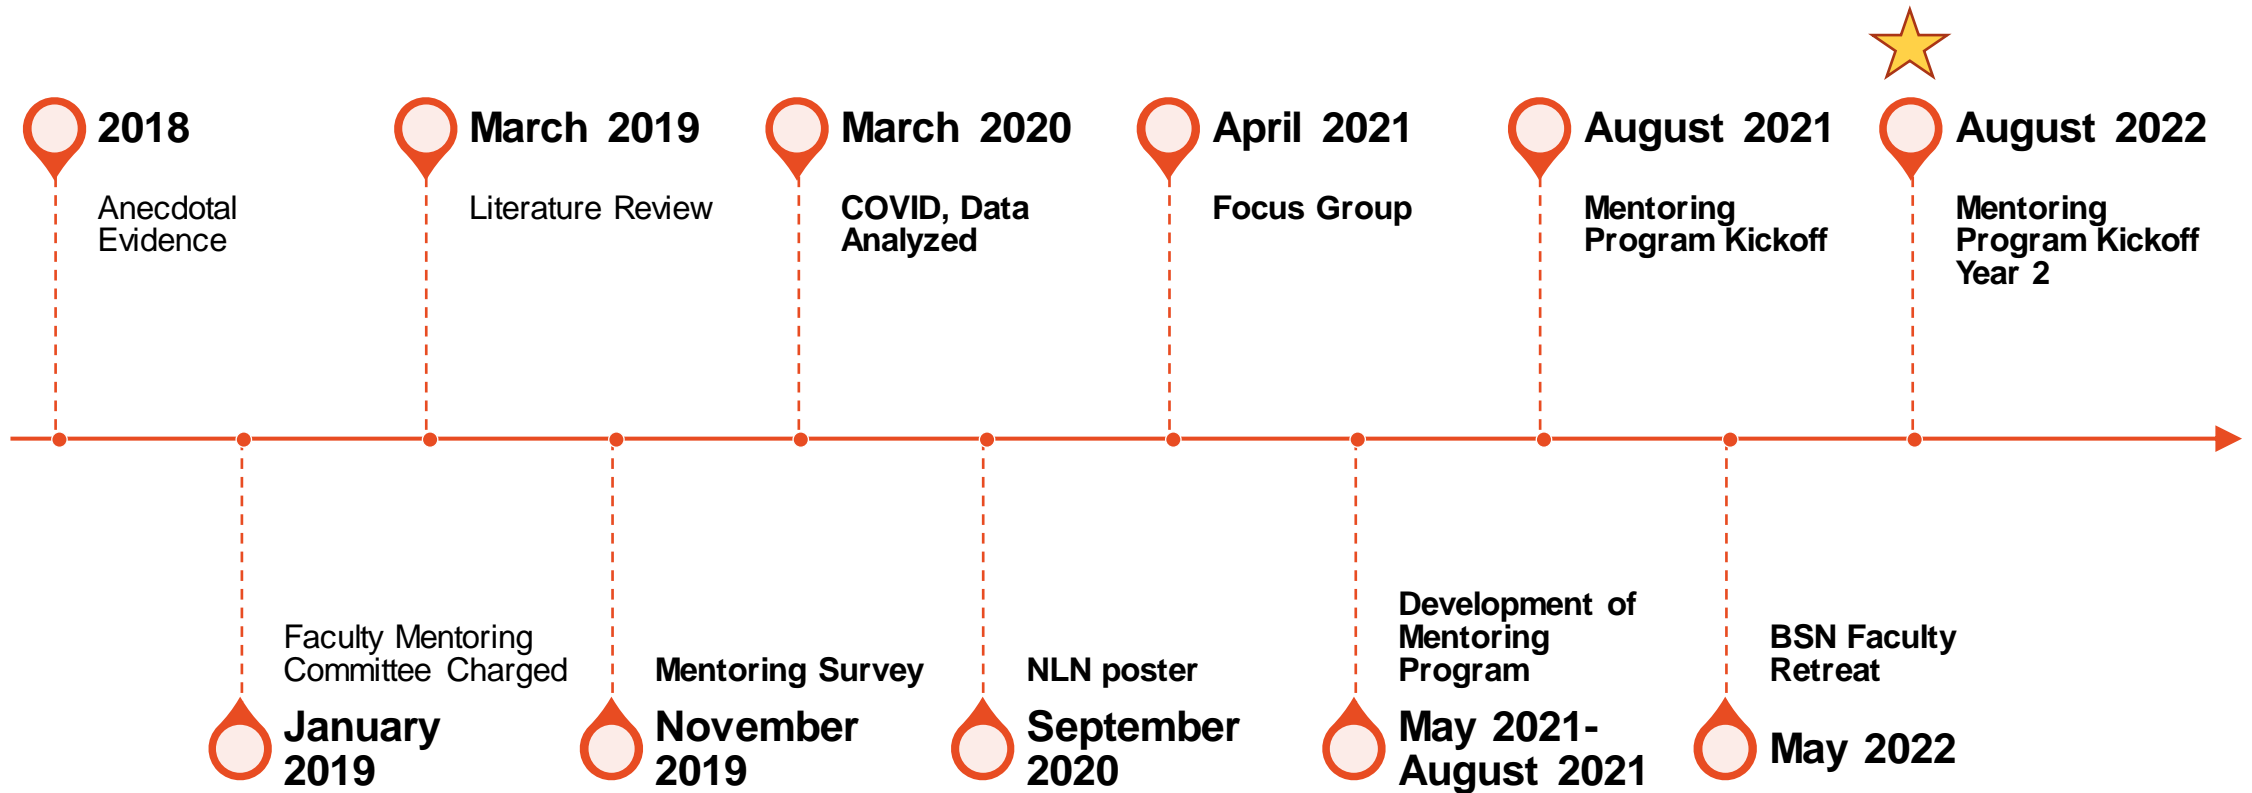 2018
Anecdotal
Evidence
March 2019
Literature Review
March 2020
COVID, Data
Analyzed
April 2021
Focus Group
August 2021
Mentoring
Program Kickoff
August 2022
Mentoring
Program Kickoff
Year 2
Faculty Mentoring
Committee Charged
January
2019
Mentoring Survey
November
2019
NLN poster
September
2020
Development of
Mentoring
Program
May 2021-
August 2021
BSN Faculty
Retreat
May 2022